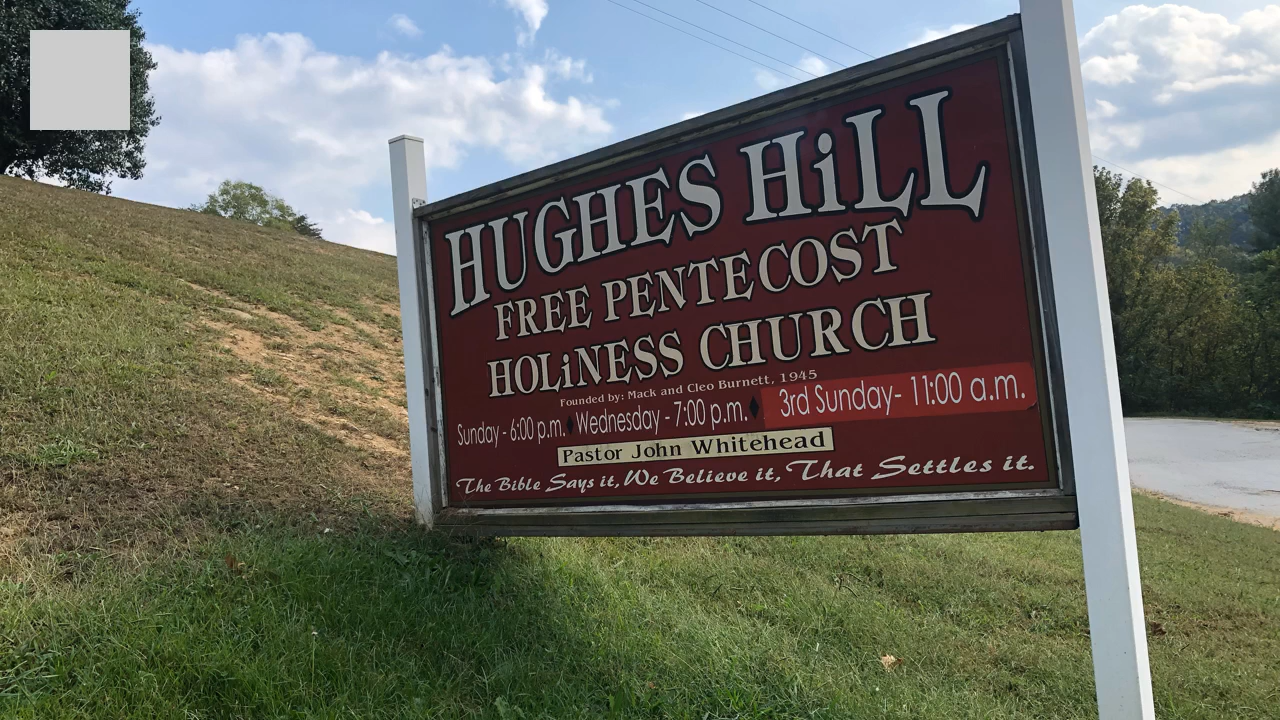 HUGHES HiLL
FREE PENTECOST
HOLiNESS CHURCH
Founded by: Mack and Cleo Burnett, 1945
Sunday - 6:00 p.m. ♦ Wednesday - 7:00 p.m. ♦ 3rd Sunday - 11:00 a.m.
Pastor John Whitehead
The Bible Says it, We Believe it, That Settles it.